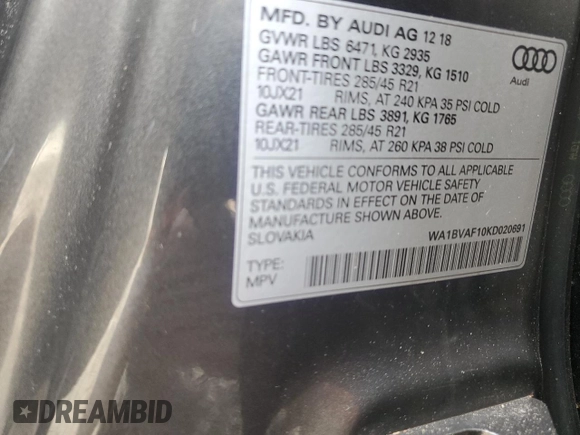 MFD. BY AUDI AG 12 18
GVWR LBS 6471, KG 2935
GAWR FRONT LBS 3329, KG 1510
FRONT-TIRES 285/45 R21
10JX21 RIMS, AT 240 KPA 35 PSI COLD
GAWR REAR LBS 3891, KG 1765
REAR-TIRES 285/45 R21
10JX21 RIMS, AT 260 KPA 38 PSI COLD
Audi
THIS VEHICLE CONFORMS TO ALL APPLICABLE
U.S. FEDERAL MOTOR VEHICLE SAFETY
STANDARDS IN EFFECT ON THE DATE OF
MANUFACTURE SHOWN ABOVE.
SLOVAKIA WA1BVAF10KD020691
TYPE:
MPV
DREAMBID